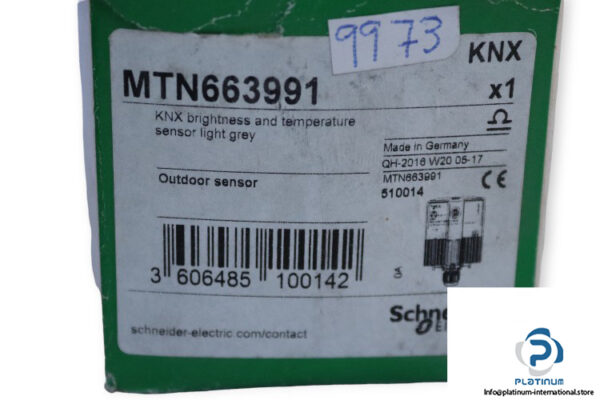 9973
KNX
MTN663991
x1
KNX brightness and temperature
sensor light grey
Outdoor sensor
Made in Germany
QH-2016 W20 05-17
MTN663991
510014
CE
3 606485 100142
schneider-electric.com/contact
Schn
PLATINUM
Info@platinum-international.store